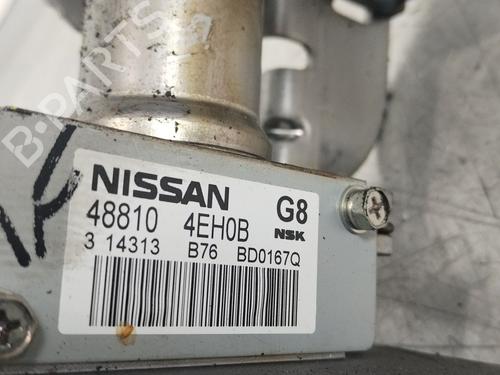 B-PARTS
NISSAN G8
48810 4EH0B NSK
3 14313 B76 BD0167Q